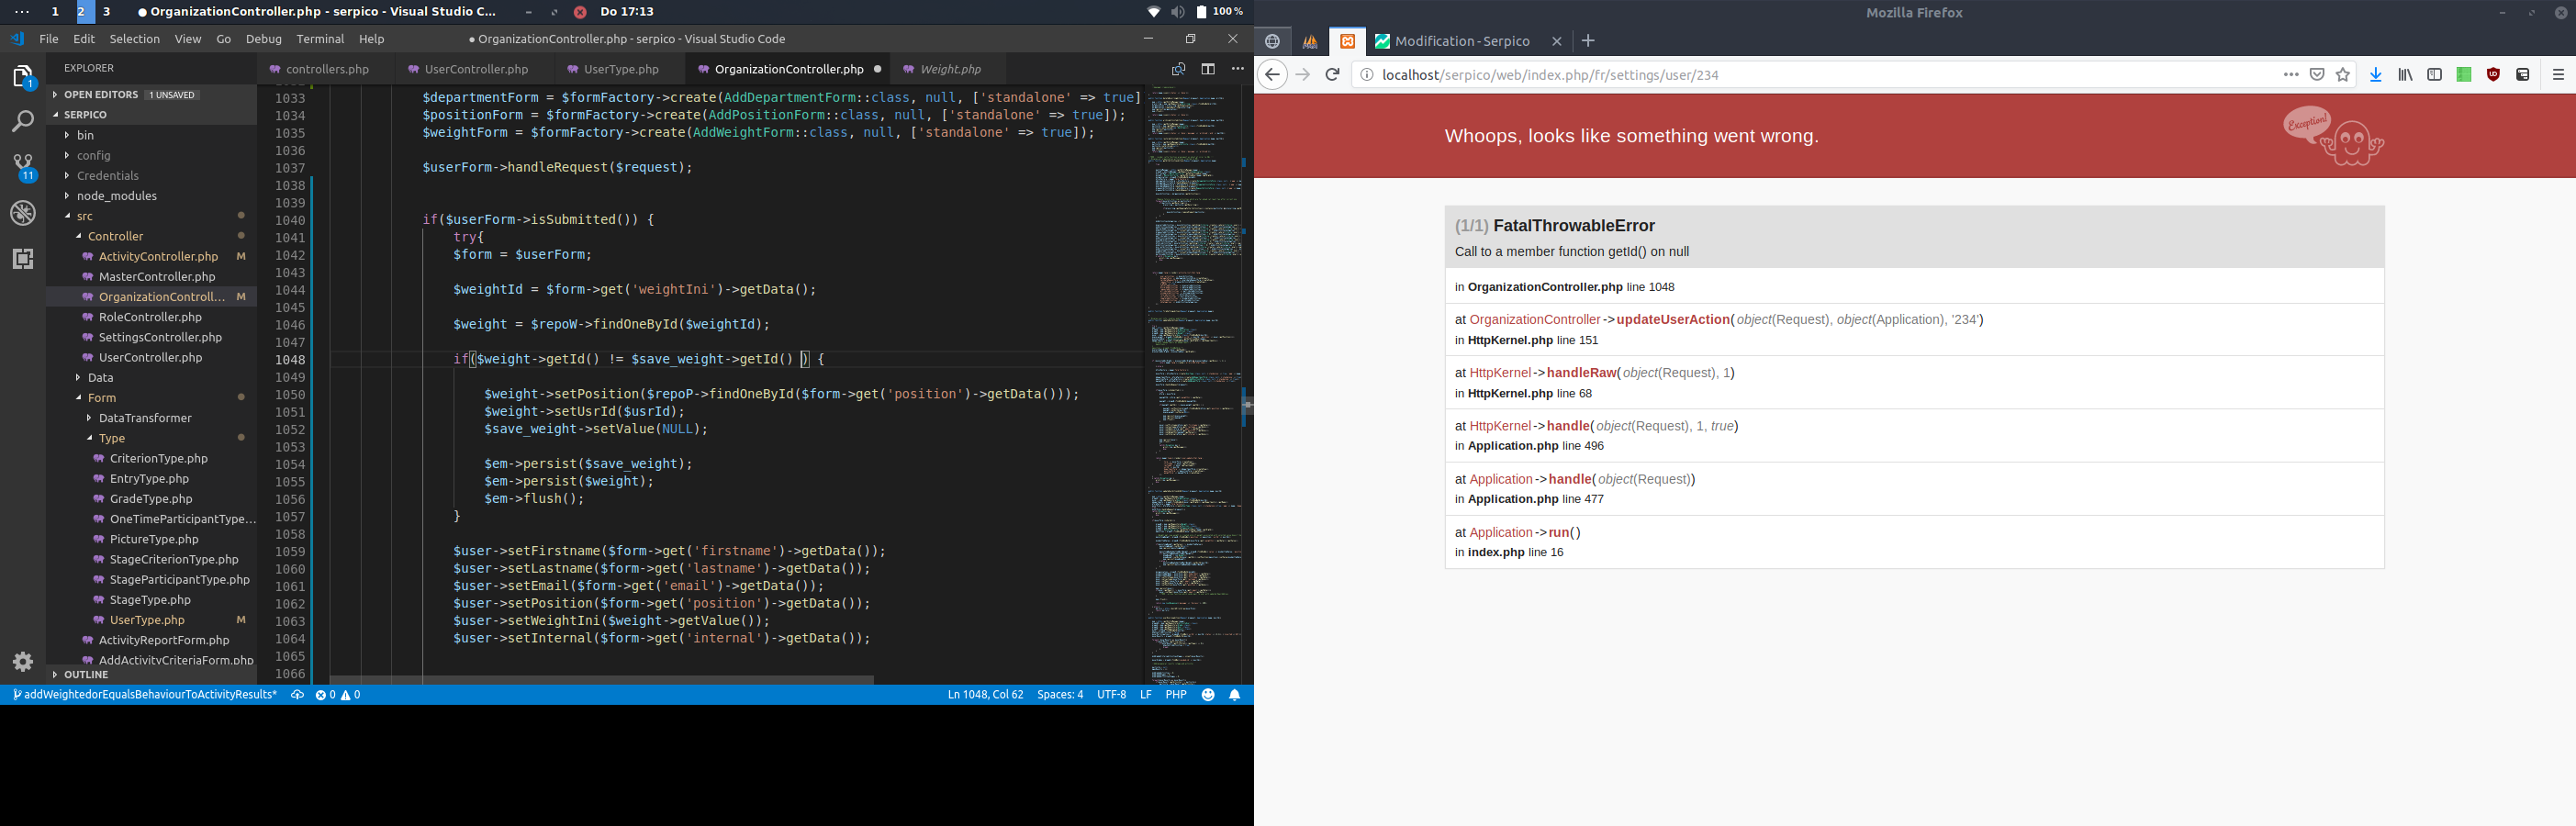 ··· 1 2 3 ● OrganizationController.php - serpico - Visual Studio C... Do 17:13 100 %
File Edit Selection View Go Debug Terminal Help ● OrganizationController.php - serpico - Visual Studio Code
EXPLORER
OPEN EDITORS 1 UNSAVED
SERPICO
bin
config
Credentials
node_modules
src
Controller
ActivityController.php M
MasterController.php
OrganizationControll... M
RoleController.php
SettingsController.php
UserController.php
Data
Form
DataTransformer
Type
CriterionType.php
EntryType.php
GradeType.php
OneTimeParticipantType...
PictureType.php
StageCriterionType.php
StageParticipantType.php
StageType.php
UserType.php M
ActivityReportForm.php
AddActivityCriteriaForm.php
OUTLINE
1
11
controllers.php UserController.php UserType.php OrganizationController.php ● Weight.php
1033 $departmentForm = $formFactory->create(AddDepartmentForm::class, null, ['standalone' => true]
1034 $positionForm = $formFactory->create(AddPositionForm::class, null, ['standalone' => true]);
1035 $weightForm = $formFactory->create(AddWeightForm::class, null, ['standalone' => true]);
1036
1037 $userForm->handleRequest($request);
1038
1039
1040 if($userForm->isSubmitted()) {
1041 try{
1042 $form = $userForm;
1043
1044 $weightId = $form->get('weightIni')->getData();
1045
1046 $weight = $repoW->findOneById($weightId);
1047
1048 if($weight->getId() != $save_weight->getId() ) {
1049
1050 $weight->setPosition($repoP->findOneById($form->get('position')->getData()));
1051 $weight->setUsrId($usrId);
1052 $save_weight->setValue(NULL);
1053
1054 $em->persist($save_weight);
1055 $em->persist($weight);
1056 $em->flush();
1057 }
1058
1059 $user->setFirstname($form->get('firstname')->getData());
1060 $user->setLastname($form->get('lastname')->getData());
1061 $user->setEmail($form->get('email')->getData());
1062 $user->setPosition($form->get('position')->getData());
1063 $user->setWeightIni($weight->getValue());
1064 $user->setInternal($form->get('internal')->getData());
1065
1066
addWeightedorEqualsBehaviourToActivityResults* 0 0 Ln 1048, Col 62 Spaces: 4 UTF-8 LF PHP
Mozilla Firefox
Modification - Serpico
localhost/serpico/web/index.php/fr/settings/user/234
Whoops, looks like something went wrong.
Exception!
(1/1) FatalThrowableError
Call to a member function getId() on null
in OrganizationController.php line 1048
at OrganizationController->updateUserAction(object(Request), object(Application), '234')
in HttpKernel.php line 151
at HttpKernel->handleRaw(object(Request), 1)
in HttpKernel.php line 68
at HttpKernel->handle(object(Request), 1, true)
in Application.php line 496
at Application->handle(object(Request))
in Application.php line 477
at Application->run()
in index.php line 16